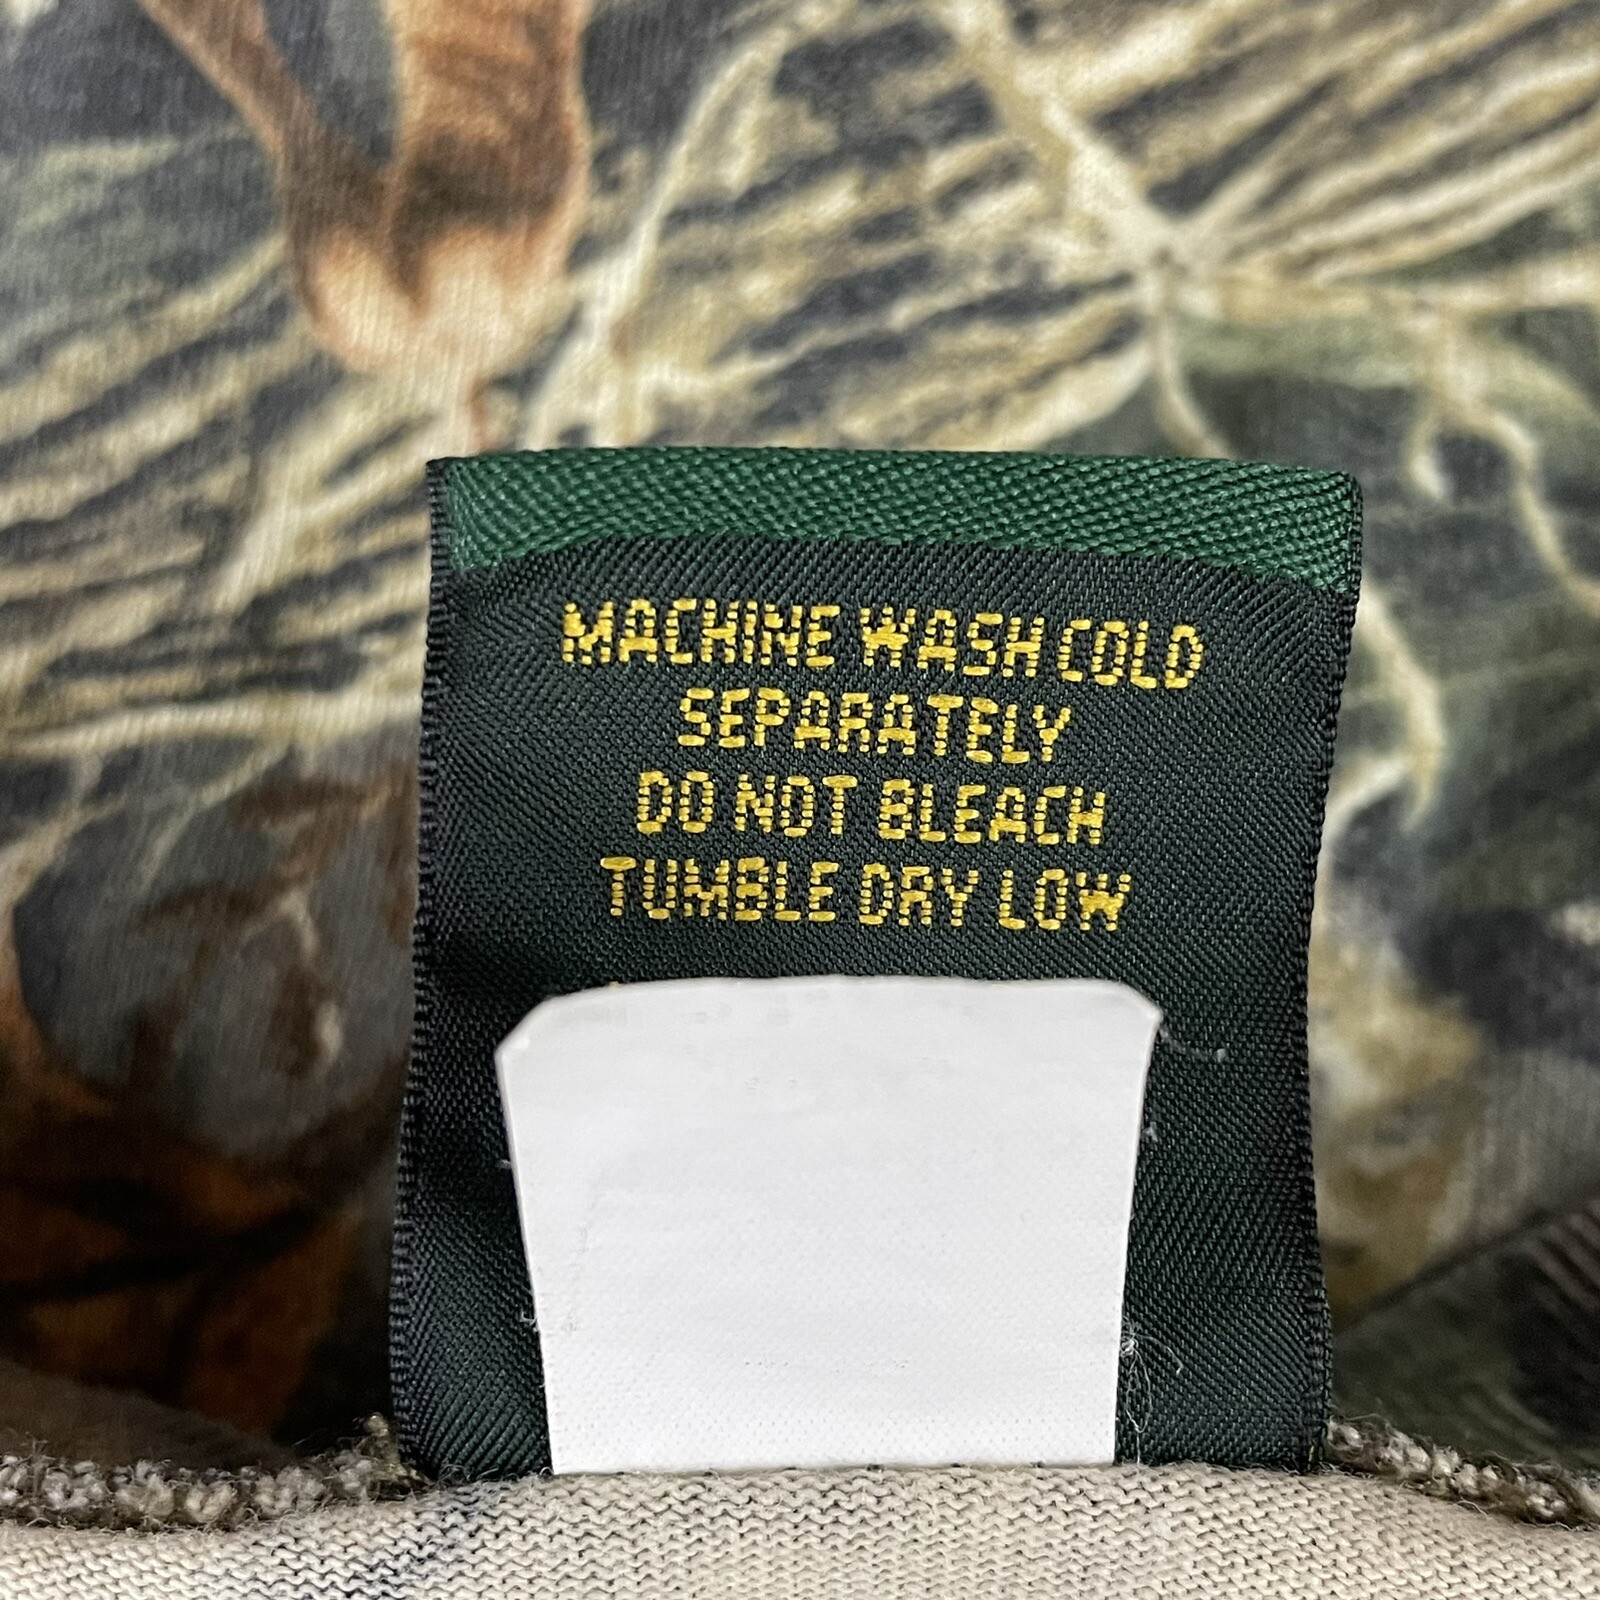 MACHINE WASH COLD
SEPARATELY
DO NOT BLEACH
TUMBLE DRY LOW